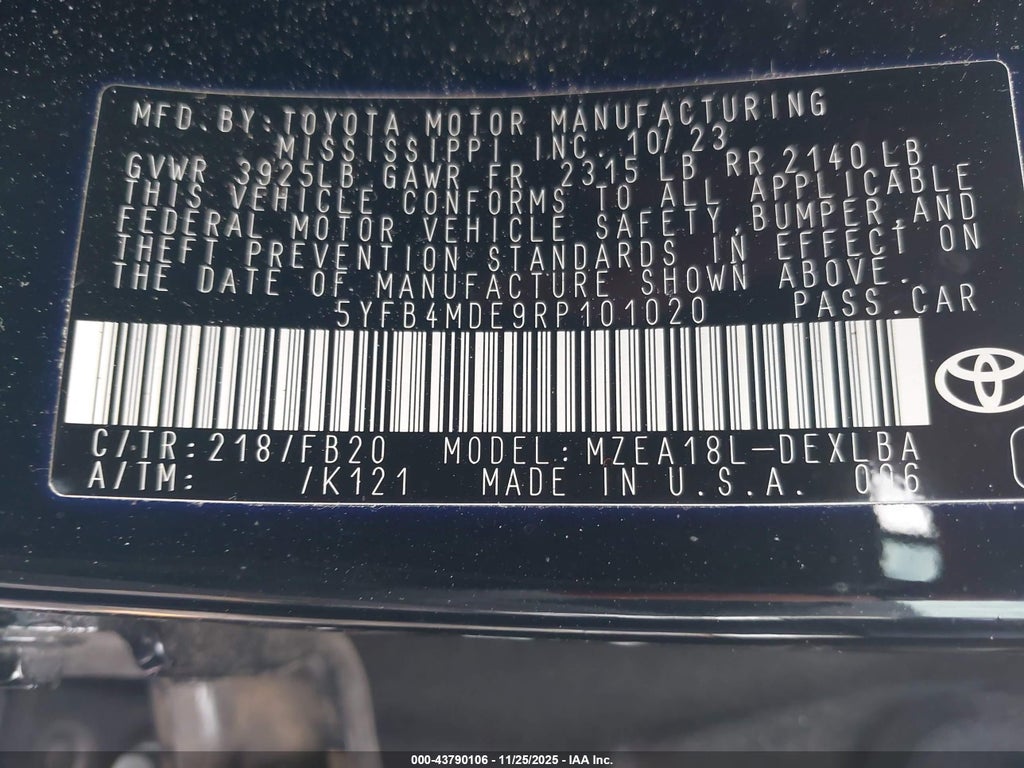 MFD.BY:TOYOTA MOTOR MANUFACTURING
MISSISSIPPI INC. 10/23
GVWR 3925LB GAWR FR 2315 LB RR 2140 LB
THIS VEHICLE CONFORMS TO ALL APPLICABLE
FEDERAL MOTOR VEHICLE SAFETY,BUMPER,AND
THEFT PREVENTION STANDARDS IN EFFECT ON
THE DATE OF MANUFACTURE SHOWN ABOVE.
5YFB4MDE9RP101020 PASS.CAR
C/TR:218/FB20 MODEL:MZEA18L-DEXLBA
A/TM: /K121 MADE IN U.S.A. 006
000-43790106 - 11/25/2025 - IAA Inc.